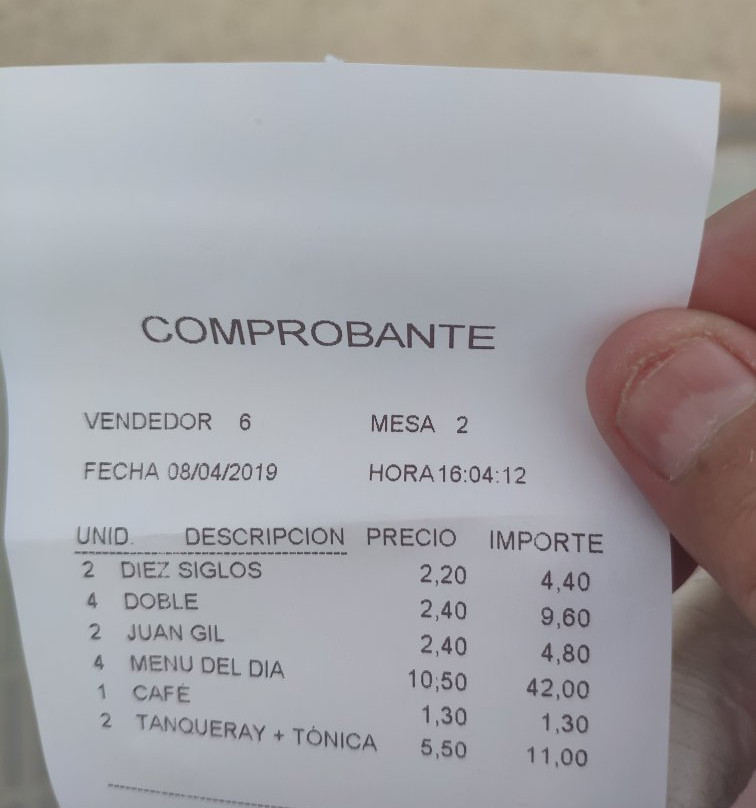 COMPROBANTE
VENDEDOR 6 MESA 2
FECHA 08/04/2019 HORA 16:04:12
UNID. DESCRIPCION PRECIO IMPORTE
2 DIEZ SIGLOS 2,20 4,40
4 DOBLE 2,40 9,60
2 JUAN GIL 2,40 4,80
4 MENU DEL DIA 10,50 42,00
1 CAFÉ 1,30 1,30
2 TANQUERAY + TÓNICA 5,50 11,00